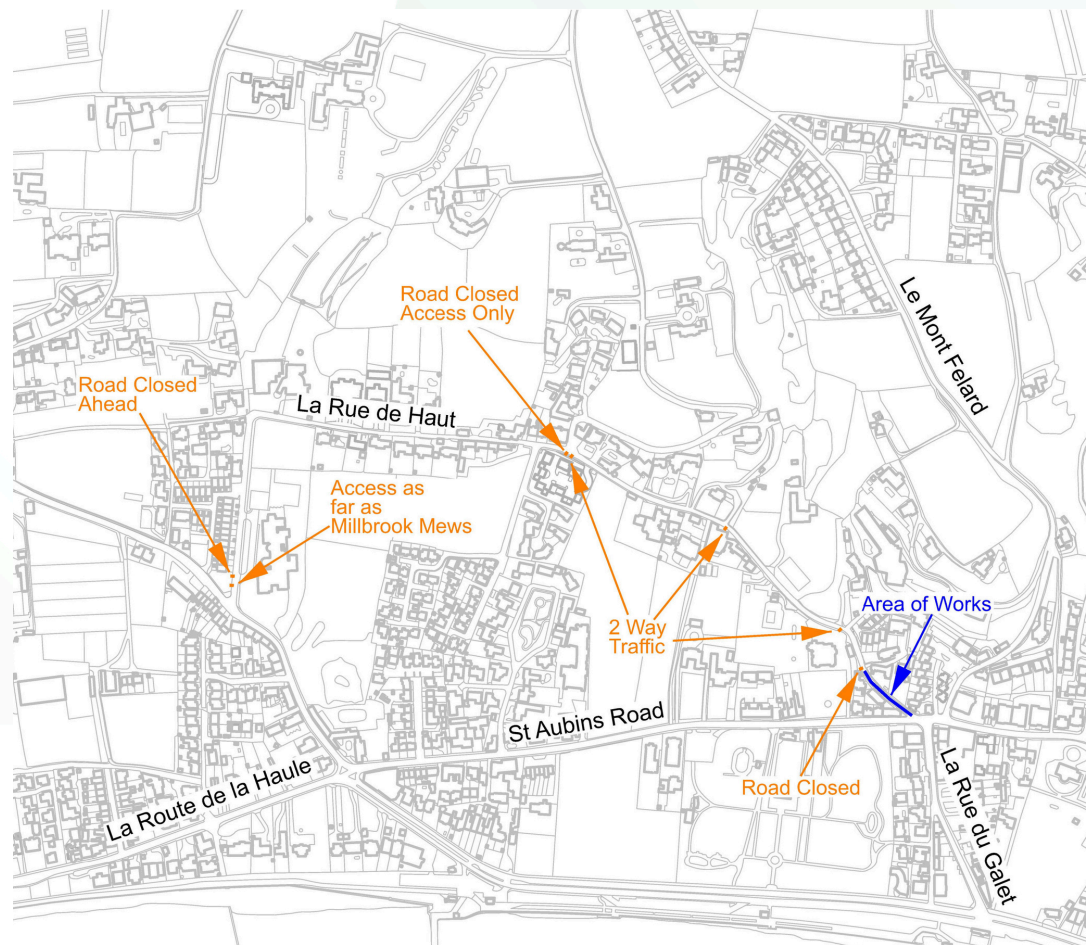 Road Closed
Access Only
Le Mont Felard
Road Closed
Ahead
La Rue de Haut
Access as
far as
Millbrook Mews
Area of Works
2 Way
Traffic
St Aubins Road
Road Closed
La Route de la Haule
La Rue du Galet